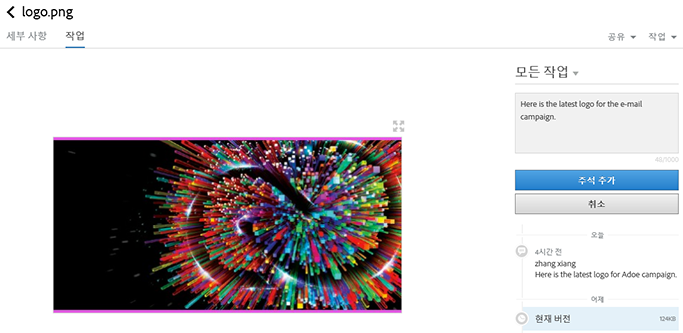 logo.png
세부 사항 작업
공유 작업
모든 작업
Here is the latest logo for the e-mail
campaign.
48/1000
주석 추가
취소
오늘
4시간 전
zhang xiang
Here is the latest logo for Adoe campaign.
어제
현재 버전 124KB